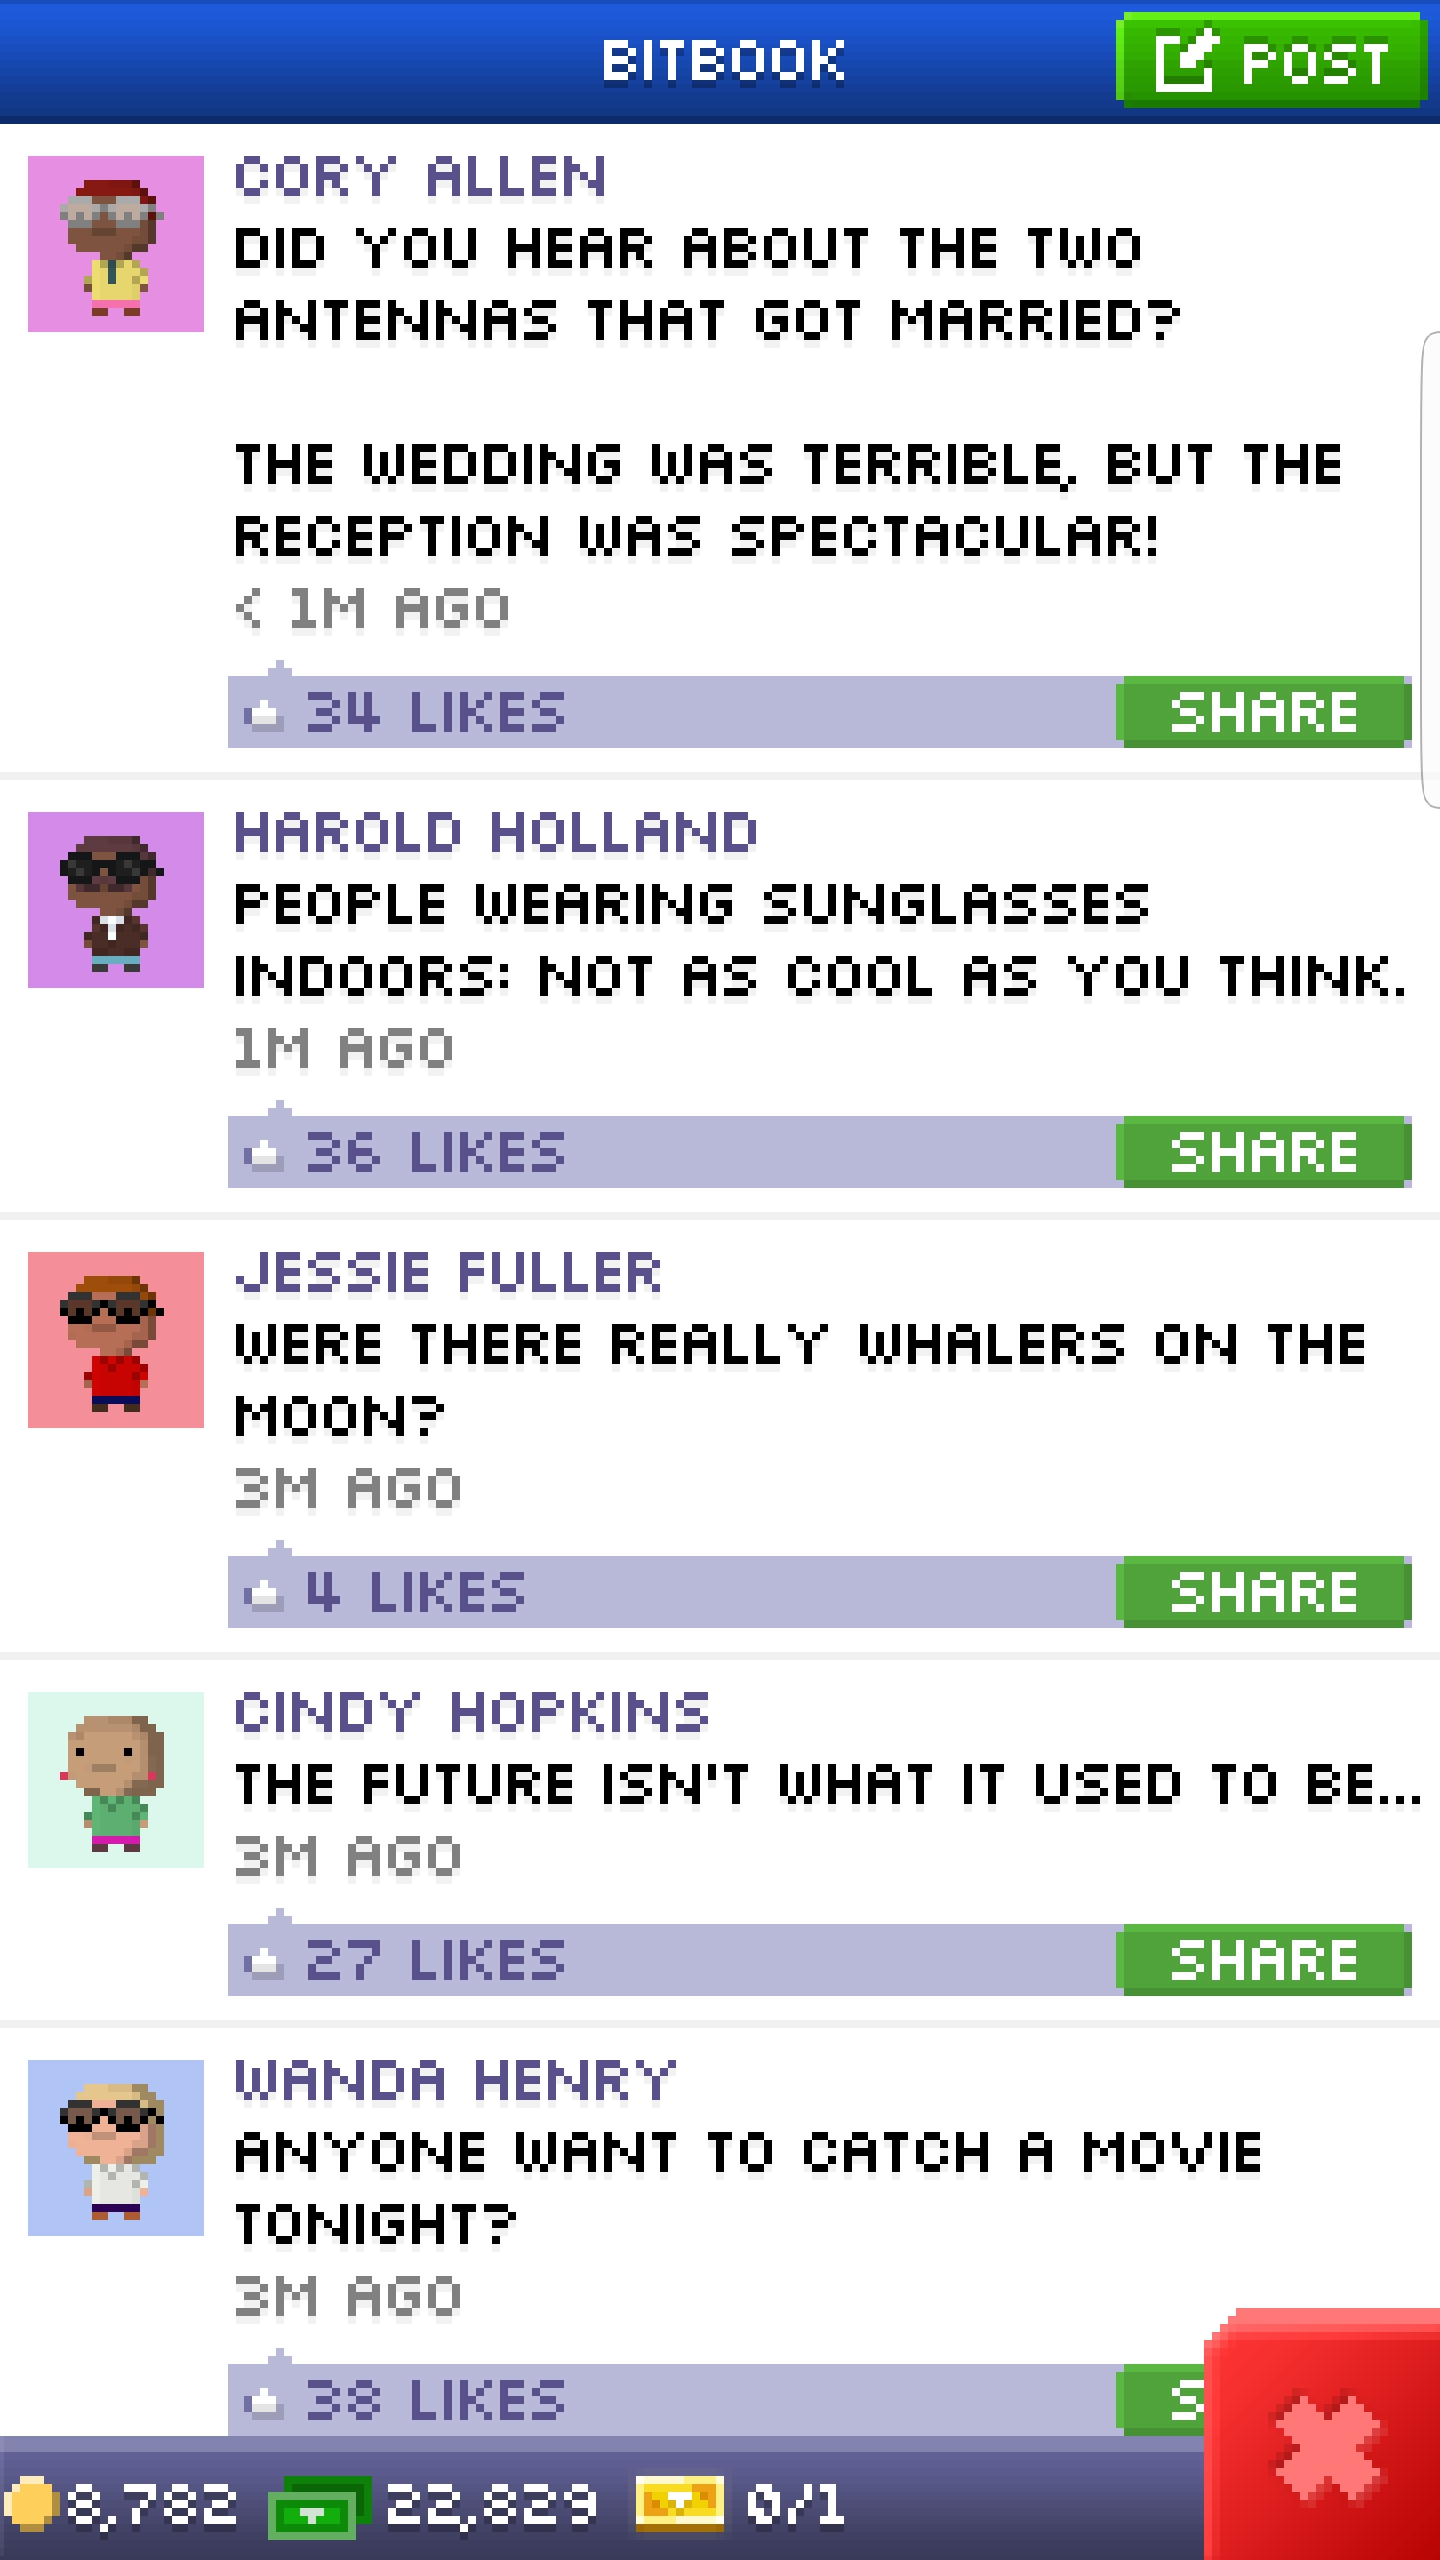 BITBOOK
POST
CORY ALLEN
DID YOU HEAR ABOUT THE TWO
ANTENNAS THAT GOT MARRIED?
THE WEDDING WAS TERRIBLE, BUT THE
RECEPTION WAS SPECTACULAR!
< 1M AGO
34 LIKES
SHARE
HAROLD HOLLAND
PEOPLE WEARING SUNGLASSES
INDOORS: NOT AS COOL AS YOU THINK.
1M AGO
36 LIKES
SHARE
JESSIE FULLER
WERE THERE REALLY WHALERS ON THE
MOON?
3M AGO
4 LIKES
SHARE
CINDY HOPKINS
THE FUTURE ISN'T WHAT IT USED TO BE...
3M AGO
27 LIKES
SHARE
WANDA HENRY
ANYONE WANT TO CATCH A MOVIE
TONIGHT?
3M AGO
38 LIKES
S
8,782
22,829
0/1